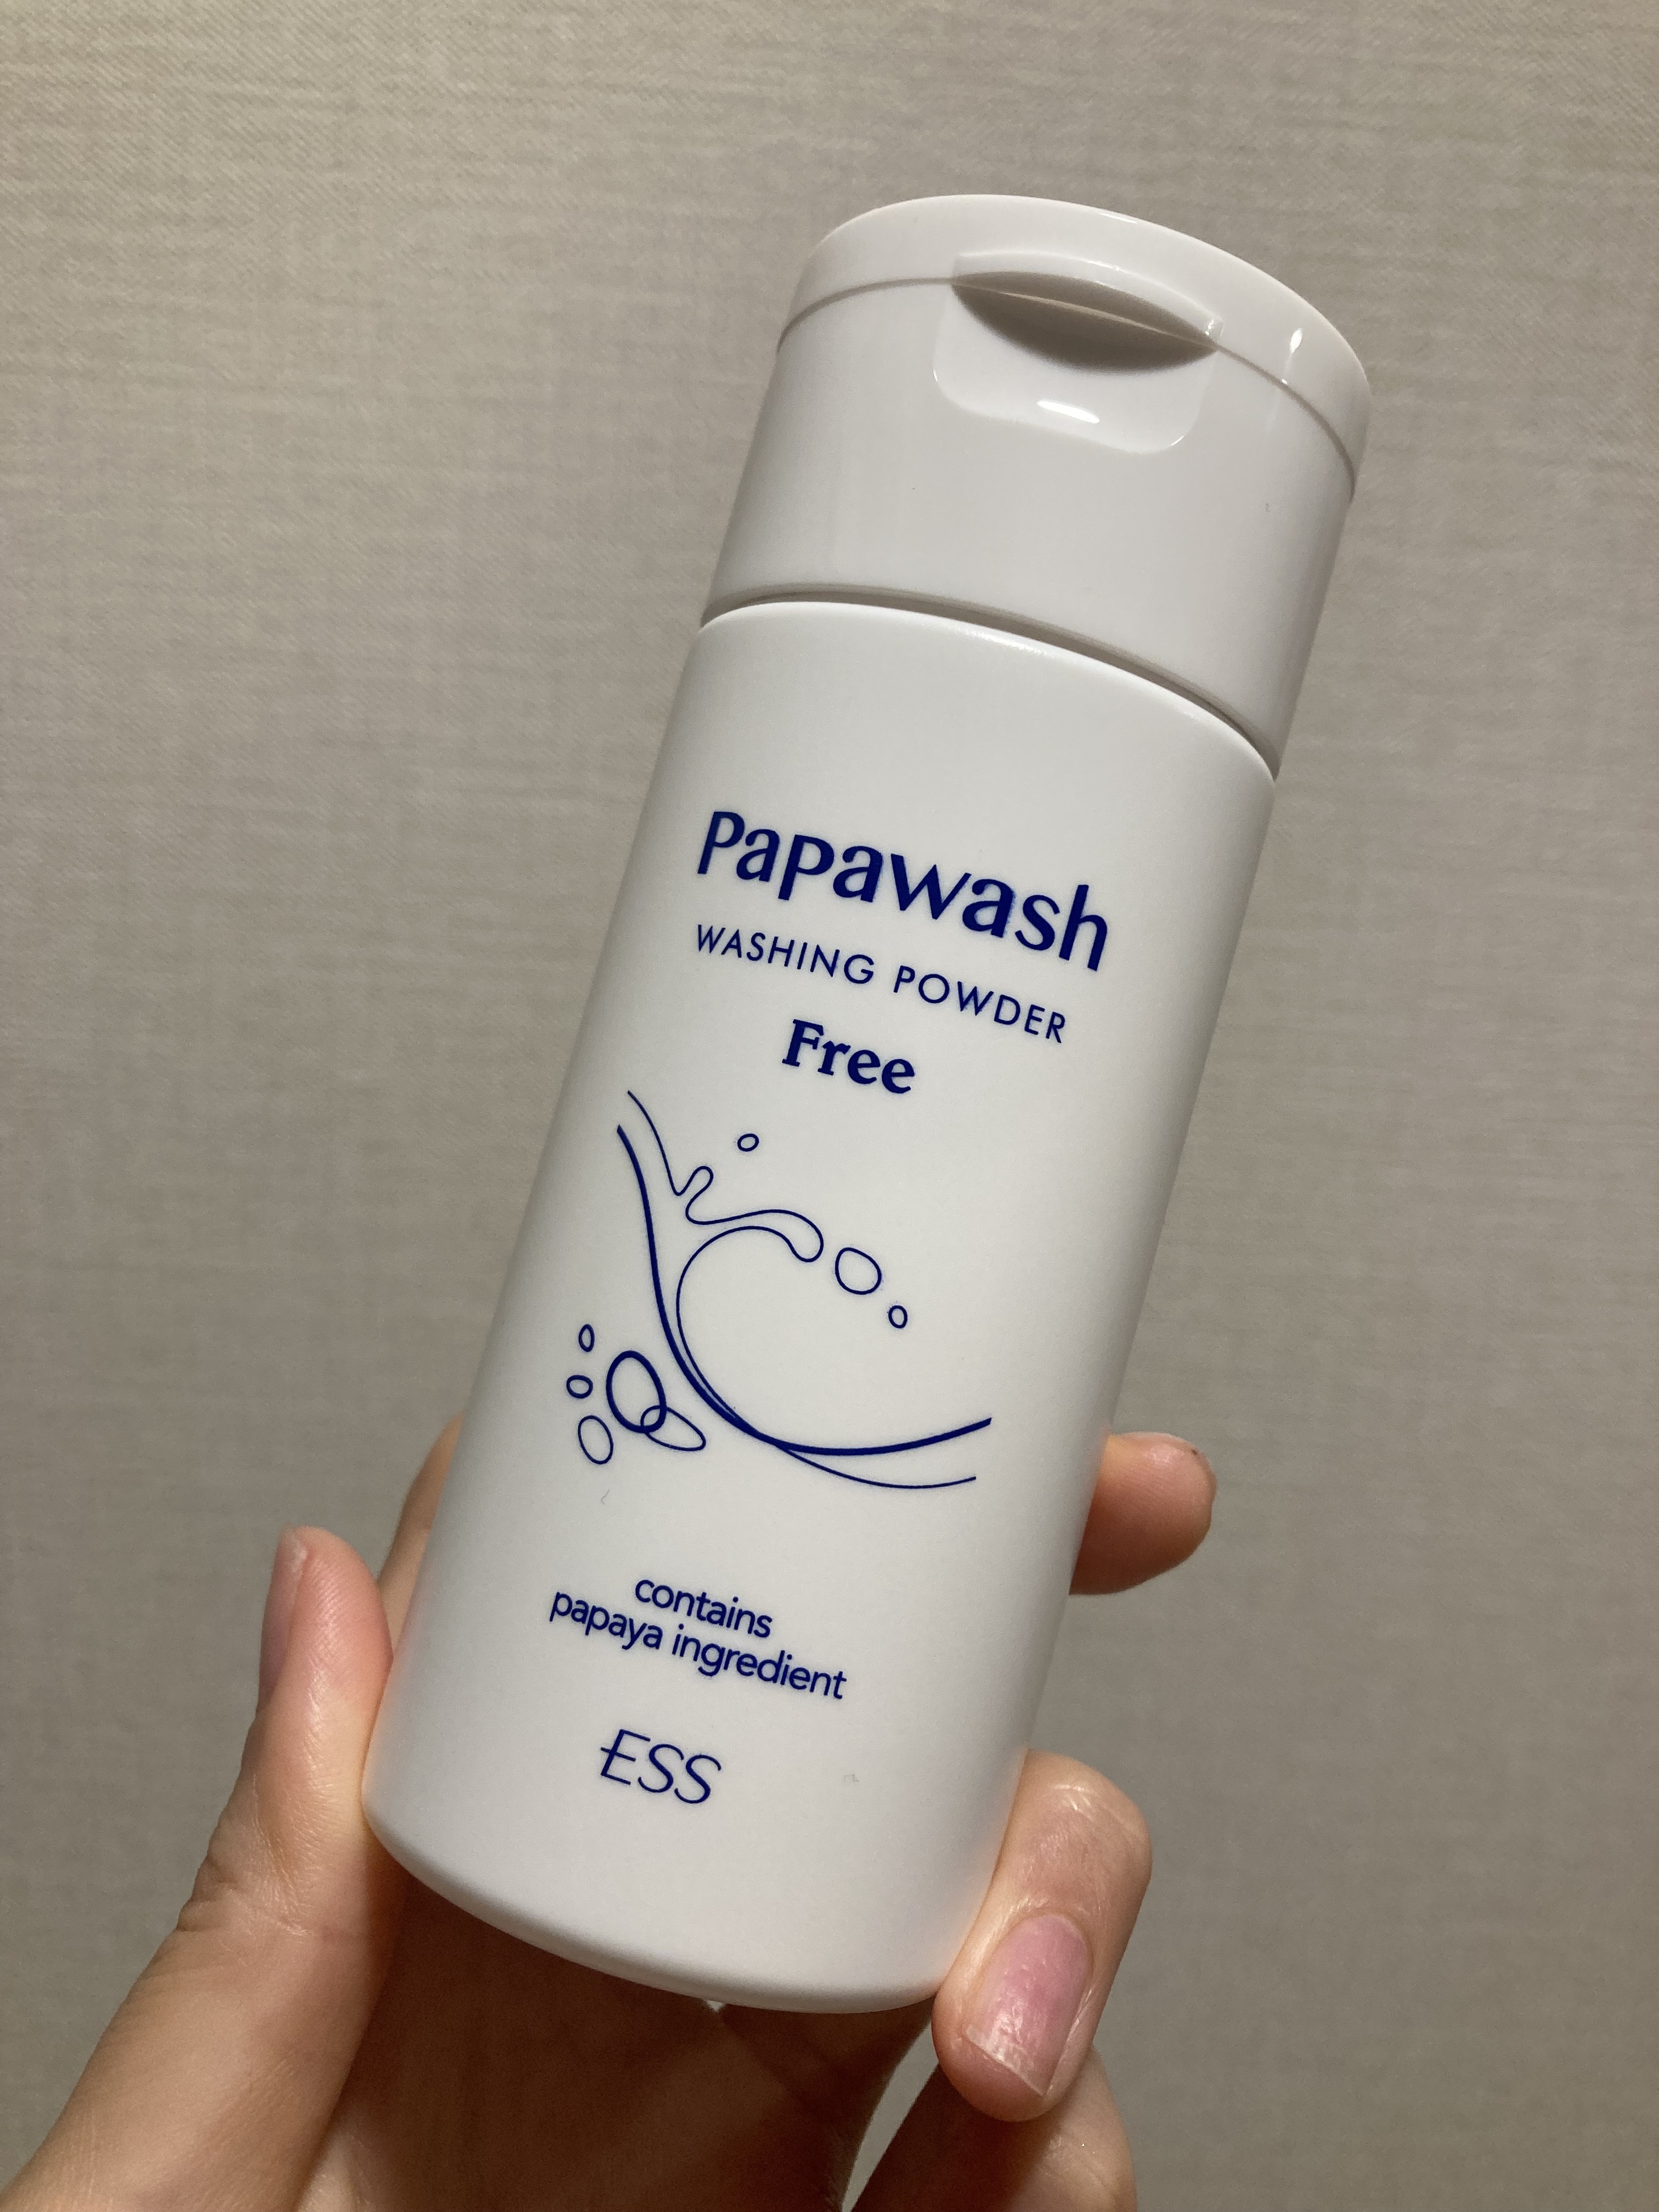 Papawash
WASHING POWDER
Free
contains
papaya ingredient
ESS